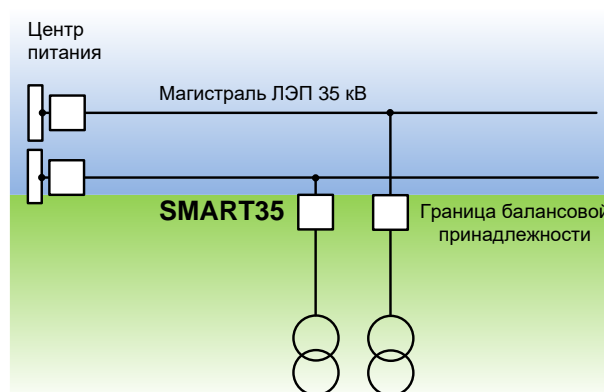 Центр
питания
Магистраль ЛЭП 35 кВ
SMART35
Граница балансовой
принадлежности